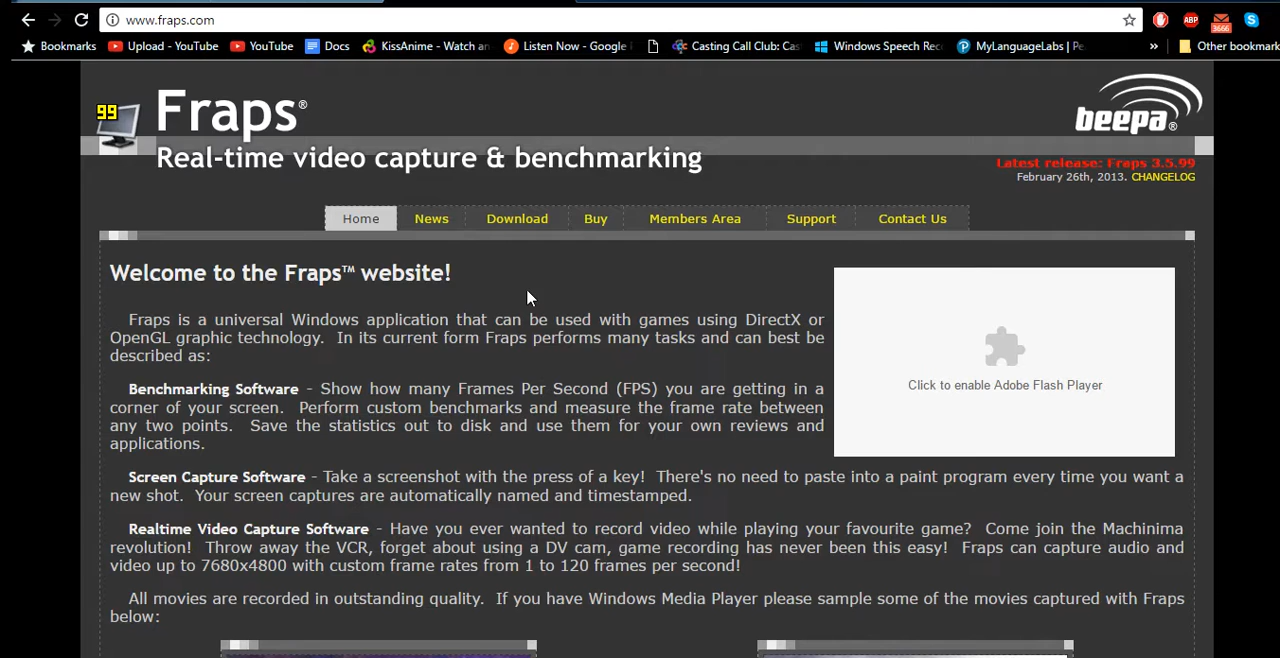 www.fraps.com
Bookmarks Upload - YouTube YouTube Docs KissAnime - Watch an Listen Now - Google Casting Call Club: Cas Windows Speech Rec MyLanguageLabs | Pe » Other bookmark
ABP
3666
99
Fraps®
beepa®
Real-time video capture & benchmarking
Latest release: Fraps 3.5.99
February 26th, 2013. CHANGELOG
Home News Download Buy Members Area Support Contact Us
Welcome to the Fraps™ website!
Fraps is a universal Windows application that can be used with games using DirectX or
OpenGL graphic technology. In its current form Fraps performs many tasks and can best be
described as:
Click to enable Adobe Flash Player
Benchmarking Software - Show how many Frames Per Second (FPS) you are getting in a
corner of your screen. Perform custom benchmarks and measure the frame rate between
any two points. Save the statistics out to disk and use them for your own reviews and
applications.
Screen Capture Software - Take a screenshot with the press of a key! There's no need to paste into a paint program every time you want a
new shot. Your screen captures are automatically named and timestamped.
Realtime Video Capture Software - Have you ever wanted to record video while playing your favourite game? Come join the Machinima
revolution! Throw away the VCR, forget about using a DV cam, game recording has never been this easy! Fraps can capture audio and
video up to 7680x4800 with custom frame rates from 1 to 120 frames per second!
All movies are recorded in outstanding quality. If you have Windows Media Player please sample some of the movies captured with Fraps
below: